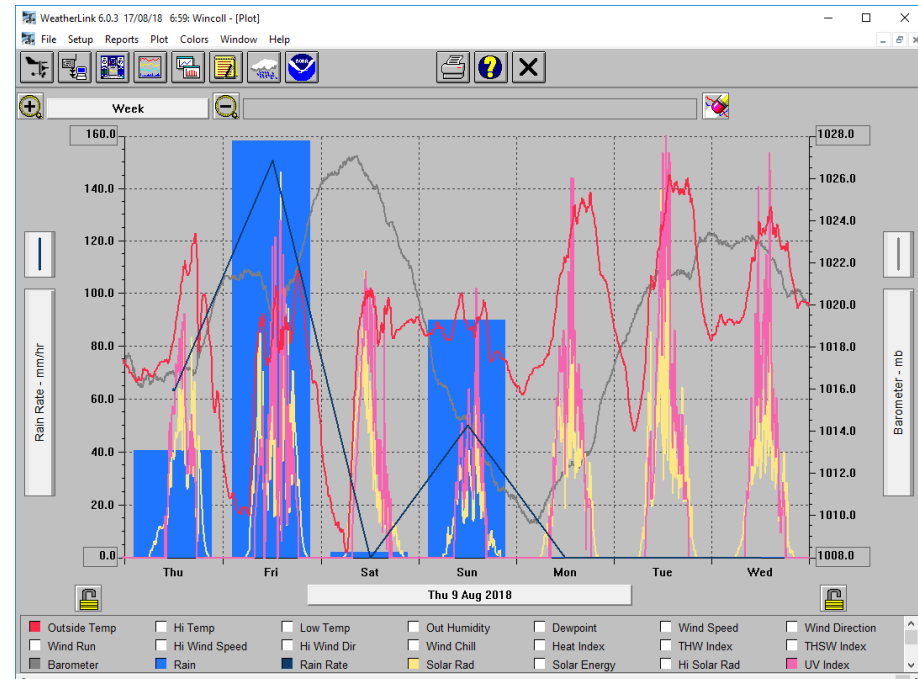 WeatherLink 6.0.3 17/08/18 6:59: Wincoll - [Plot]
File Setup Reports Plot Colors Window Help
NOAA
Week
160.0 1028.0
140.0 1026.0
1024.0
120.0
1022.0
100.0 1020.0
80.0 1018.0
60.0 1016.0
1014.0
40.0
1012.0
20.0 1010.0
0.0 1008.0
Rain Rate - mm/hr
Barometer - mb
Thu Fri Sat Sun Mon Tue Wed
Thu 9 Aug 2018
Outside Temp Hi Temp Low Temp Out Humidity Dewpoint Wind Speed Wind Direction
Wind Run Hi Wind Speed Hi Wind Dir Wind Chill Heat Index THW Index THSW Index
Barometer Rain Rain Rate Solar Rad Solar Energy Hi Solar Rad UV Index